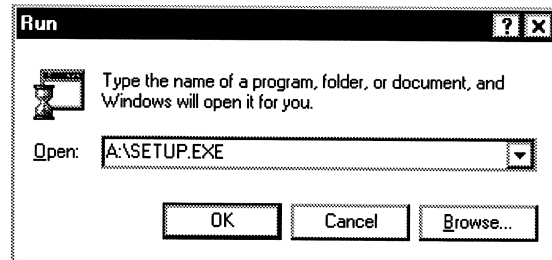 Run
Type the name of a program, folder, or document, and
Windows will open it for you.
Open: A:\SETUP.EXE
OK Cancel Browse...